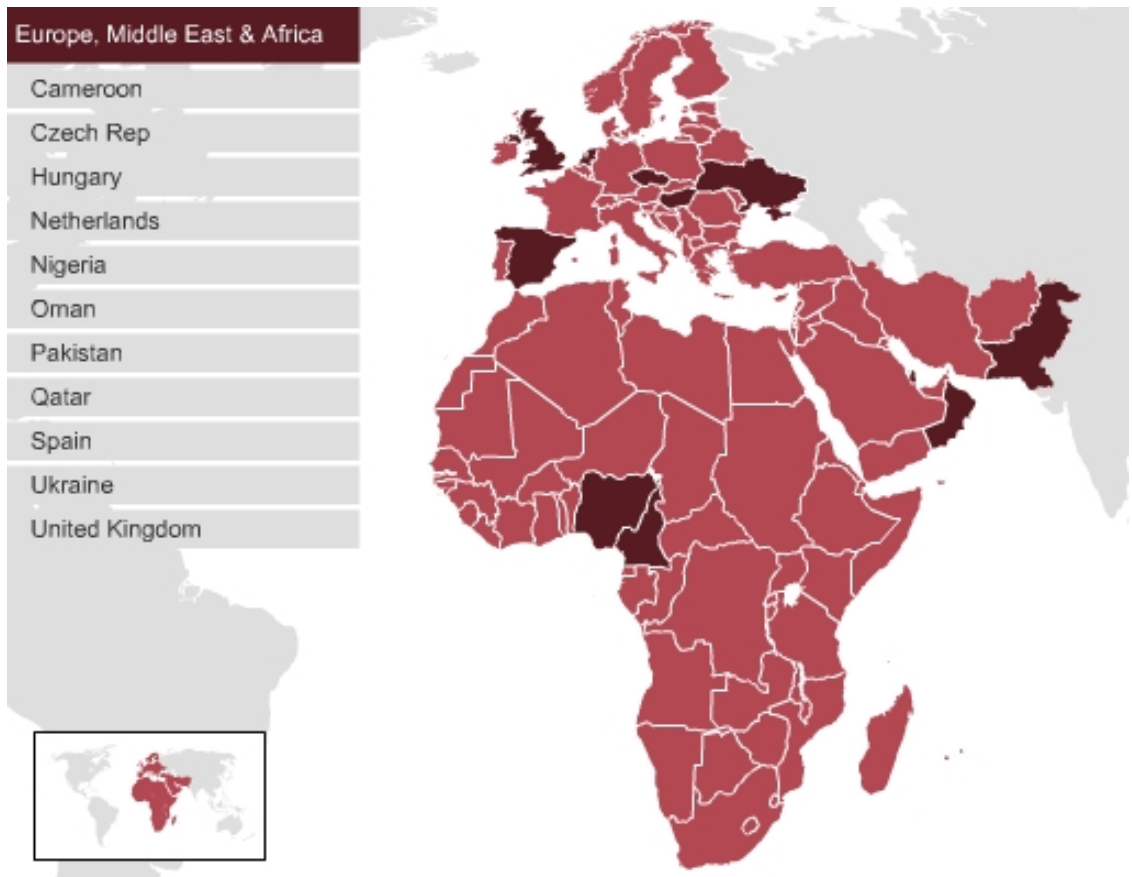 Europe, Middle East & Africa
Cameroon
Czech Rep
Hungary
Netherlands
Nigeria
Oman
Pakistan
Qatar
Spain
Ukraine
United Kingdom